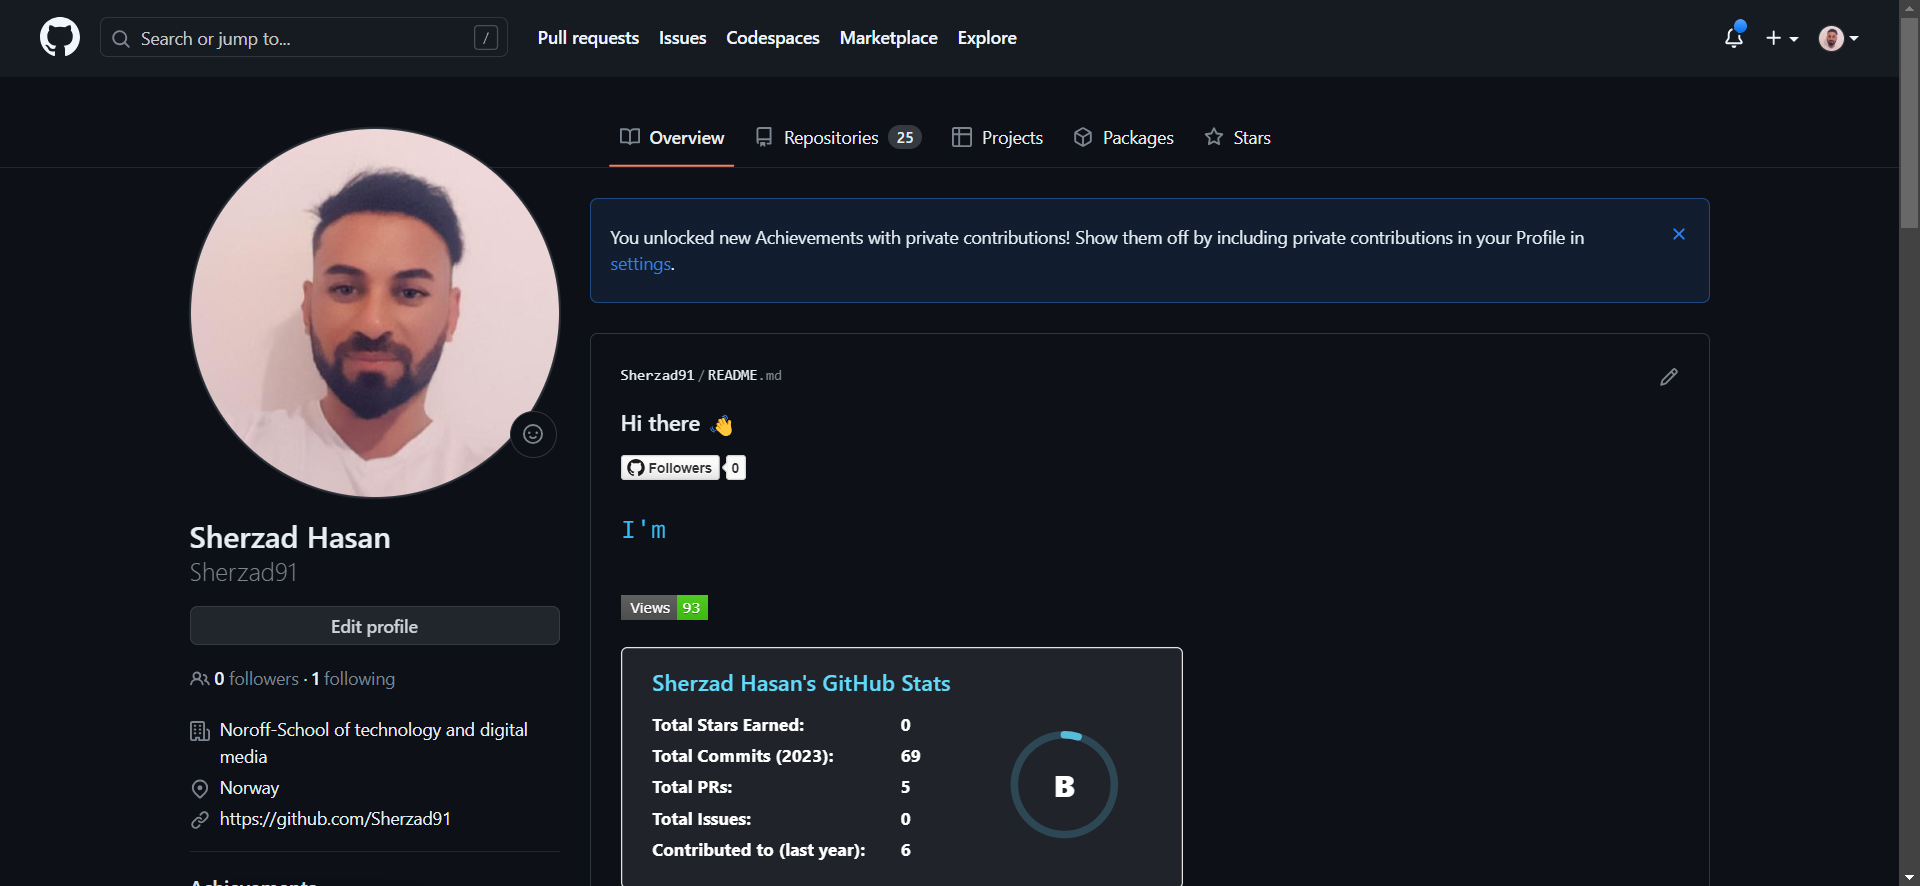 Search or jump to... /
Pull requests Issues Codespaces Marketplace Explore
Overview Repositories 25 Projects Packages Stars
You unlocked new Achievements with private contributions! Show them off by including private contributions in your Profile in
settings.
Sherzad Hasan
Sherzad91
Edit profile
0 followers · 1 following
Noroff-School of technology and digital
media
Norway
https://github.com/Sherzad91
Achievements
Sherzad91/README.md
Hi there 👋
Followers 0
I'm
Views 93
Sherzad Hasan's GitHub Stats
Total Stars Earned: 0
Total Commits (2023): 69
Total PRs: 5
Total Issues: 0
Contributed to (last year): 6
B